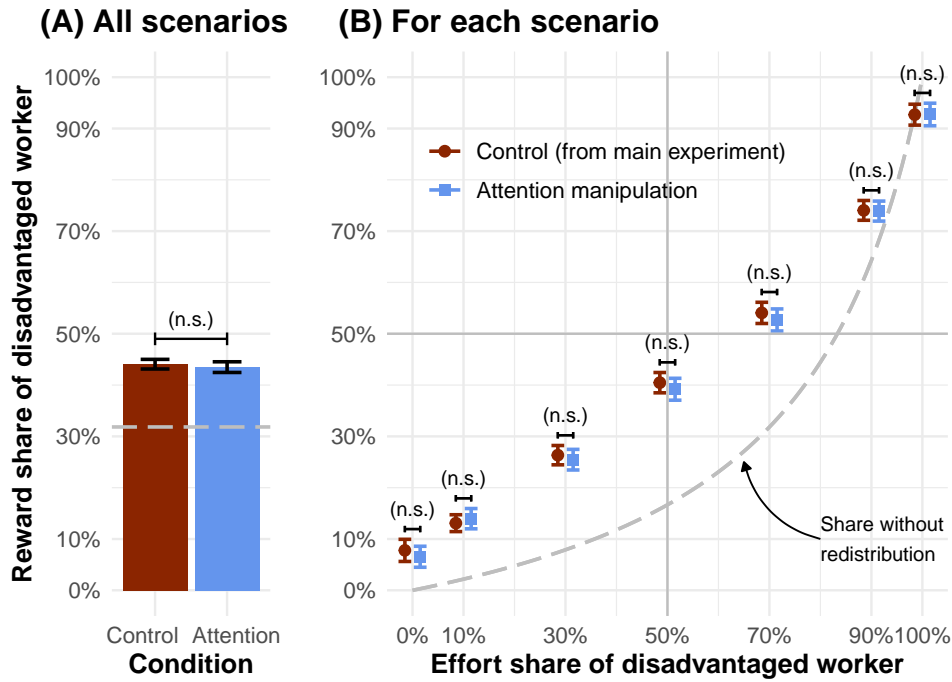 (A) All scenarios
(B) For each scenario
Reward share of disadvantaged worker
100%
90%
70%
50%
30%
10%
0%
(n.s.)
Control
Attention
Condition
100%
90%
70%
50%
30%
10%
0%
Control (from main experiment)
Attention manipulation
(n.s.)
(n.s.)
(n.s.)
(n.s.)
(n.s.)
(n.s.)
(n.s.)
Share without
redistribution
0%
10%
30%
50%
70%
90%
100%
Effort share of disadvantaged worker